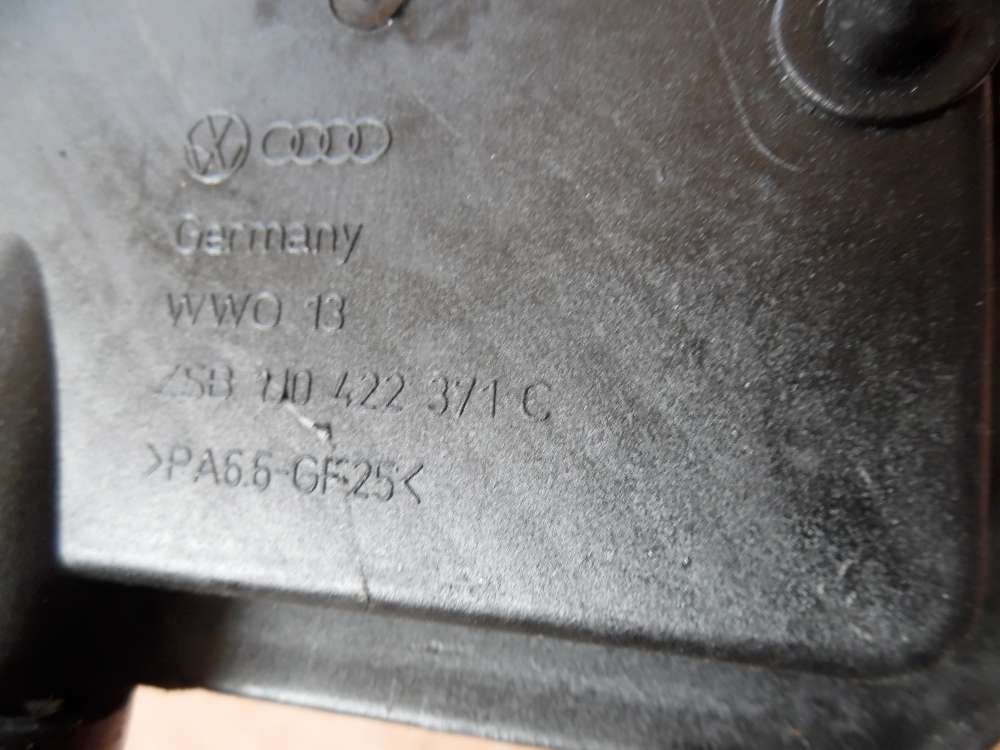 Germany
WWO 13
ZSB 1J0 422 371 C
>PA6.6-GF25<